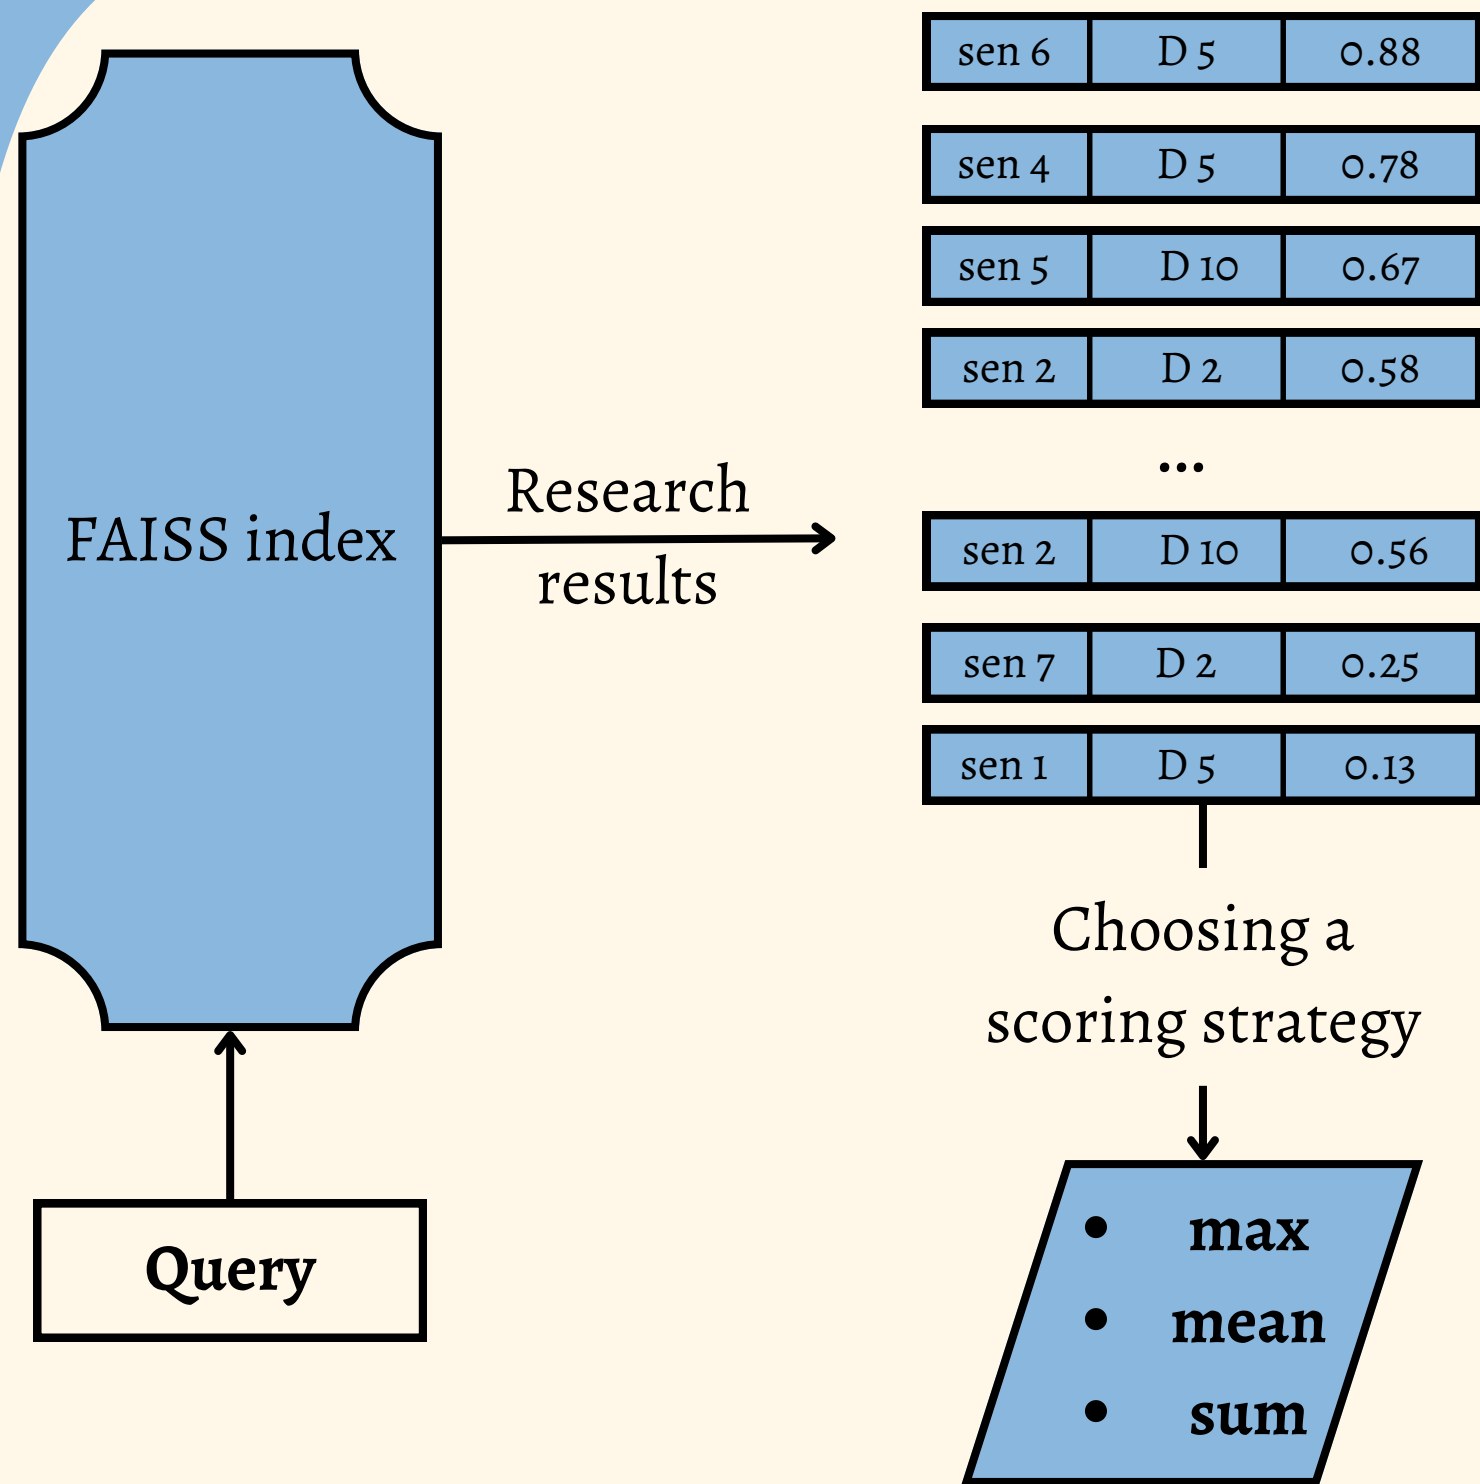 sen 6 D 5 0.88
sen 4 D 5 0.78
sen 5 D 10 0.67
sen 2 D 2 0.58
...
sen 2 D 10 0.56
sen 7 D 2 0.25
sen 1 D 5 0.13
FAISS index
Research
results
Choosing a
scoring strategy
Query
• max
• mean
• sum